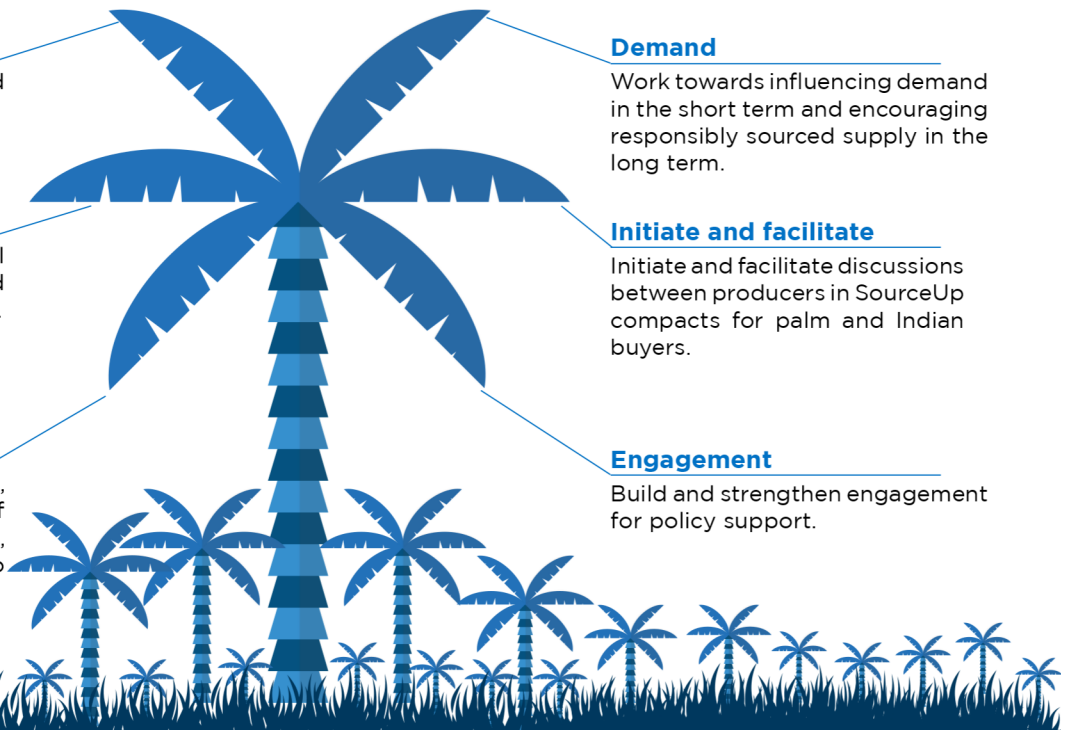 Demand
Work towards influencing demand
in the short term and encouraging
responsibly sourced supply in the
long term.
Initiate and facilitate
Initiate and facilitate discussions
between producers in SourceUp
compacts for palm and Indian
buyers.
Engagement
Build and strengthen engagement
for policy support.